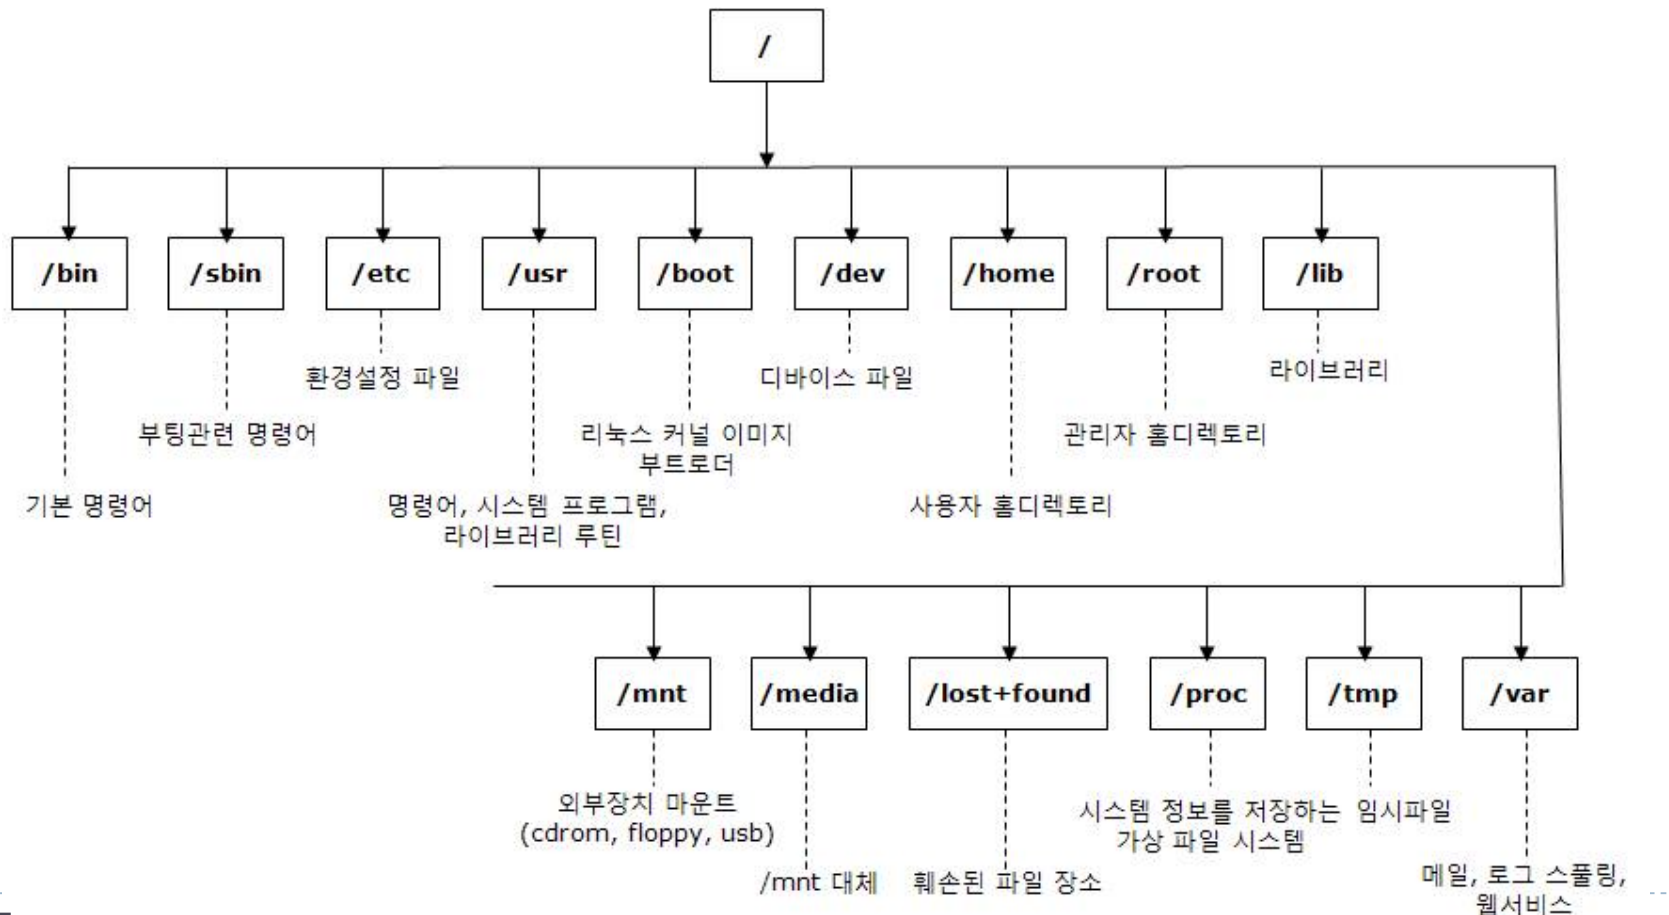 /
/bin
/sbin
/etc
/usr
/boot
/dev
/home
/root
/lib
환경설정 파일
디바이스 파일
라이브러리
부팅관련 명령어
리눅스 커널 이미지
부트로더
관리자 홈디렉토리
기본 명령어
명령어, 시스템 프로그램,
라이브러리 루틴
사용자 홈디렉토리
/mnt
/media
/lost+found
/proc
/tmp
/var
외부장치 마운트
(cdrom, floppy, usb)
시스템 정보를 저장하는
가상 파일 시스템
임시파일
/mnt 대체
훼손된 파일 장소
메일, 로그 스풀링,
웹서비스